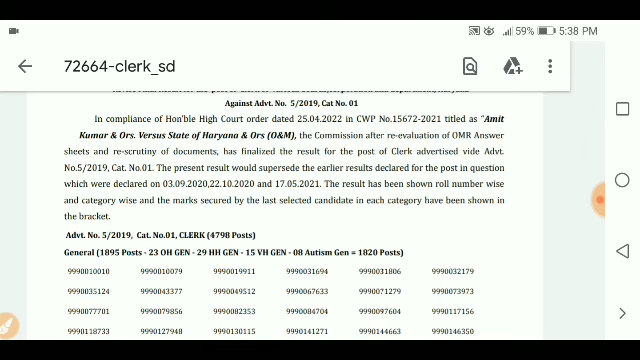 59% 5:38 PM
72664-clerk_sd
Against Advt. No. 5/2019, Cat No. 01
In compliance of Hon'ble High Court order dated 25.04.2022 in CWP No.15672-2021 titled as "Amit
Kumar & Ors. Versus State of Haryana & Ors (O&M), the Commission after re-evaluation of OMR Answer
sheets and re-scrutiny of documents, has finalized the result for the post of Clerk advertised vide Advt.
No.5/2019, Cat. No.01. The present result would supersede the earlier results declared for the post in question
which were declared on 03.09.2020,22.10.2020 and 17.05.2021. The result has been shown roll number wise
and category wise and the marks secured by the last selected candidate in each category have been shown in
the bracket.
Advt. No. 5/2019, Cat. No.01, CLERK (4798 Posts)
General (1895 Posts - 23 OH GEN - 29 HH GEN - 15 VH GEN - 08 Autism Gen = 1820 Posts)
9990010010 9990010079 9990019911 9990031694 9990031806 9990032179
9990035124 9990043377 9990049512 9990067633 9990071279 9990073973
9990077701 9990079856 9990082353 9990084704 9990097604 9990117156
9990118733 9990127948 9990130115 9990141271 9990144663 9990146350